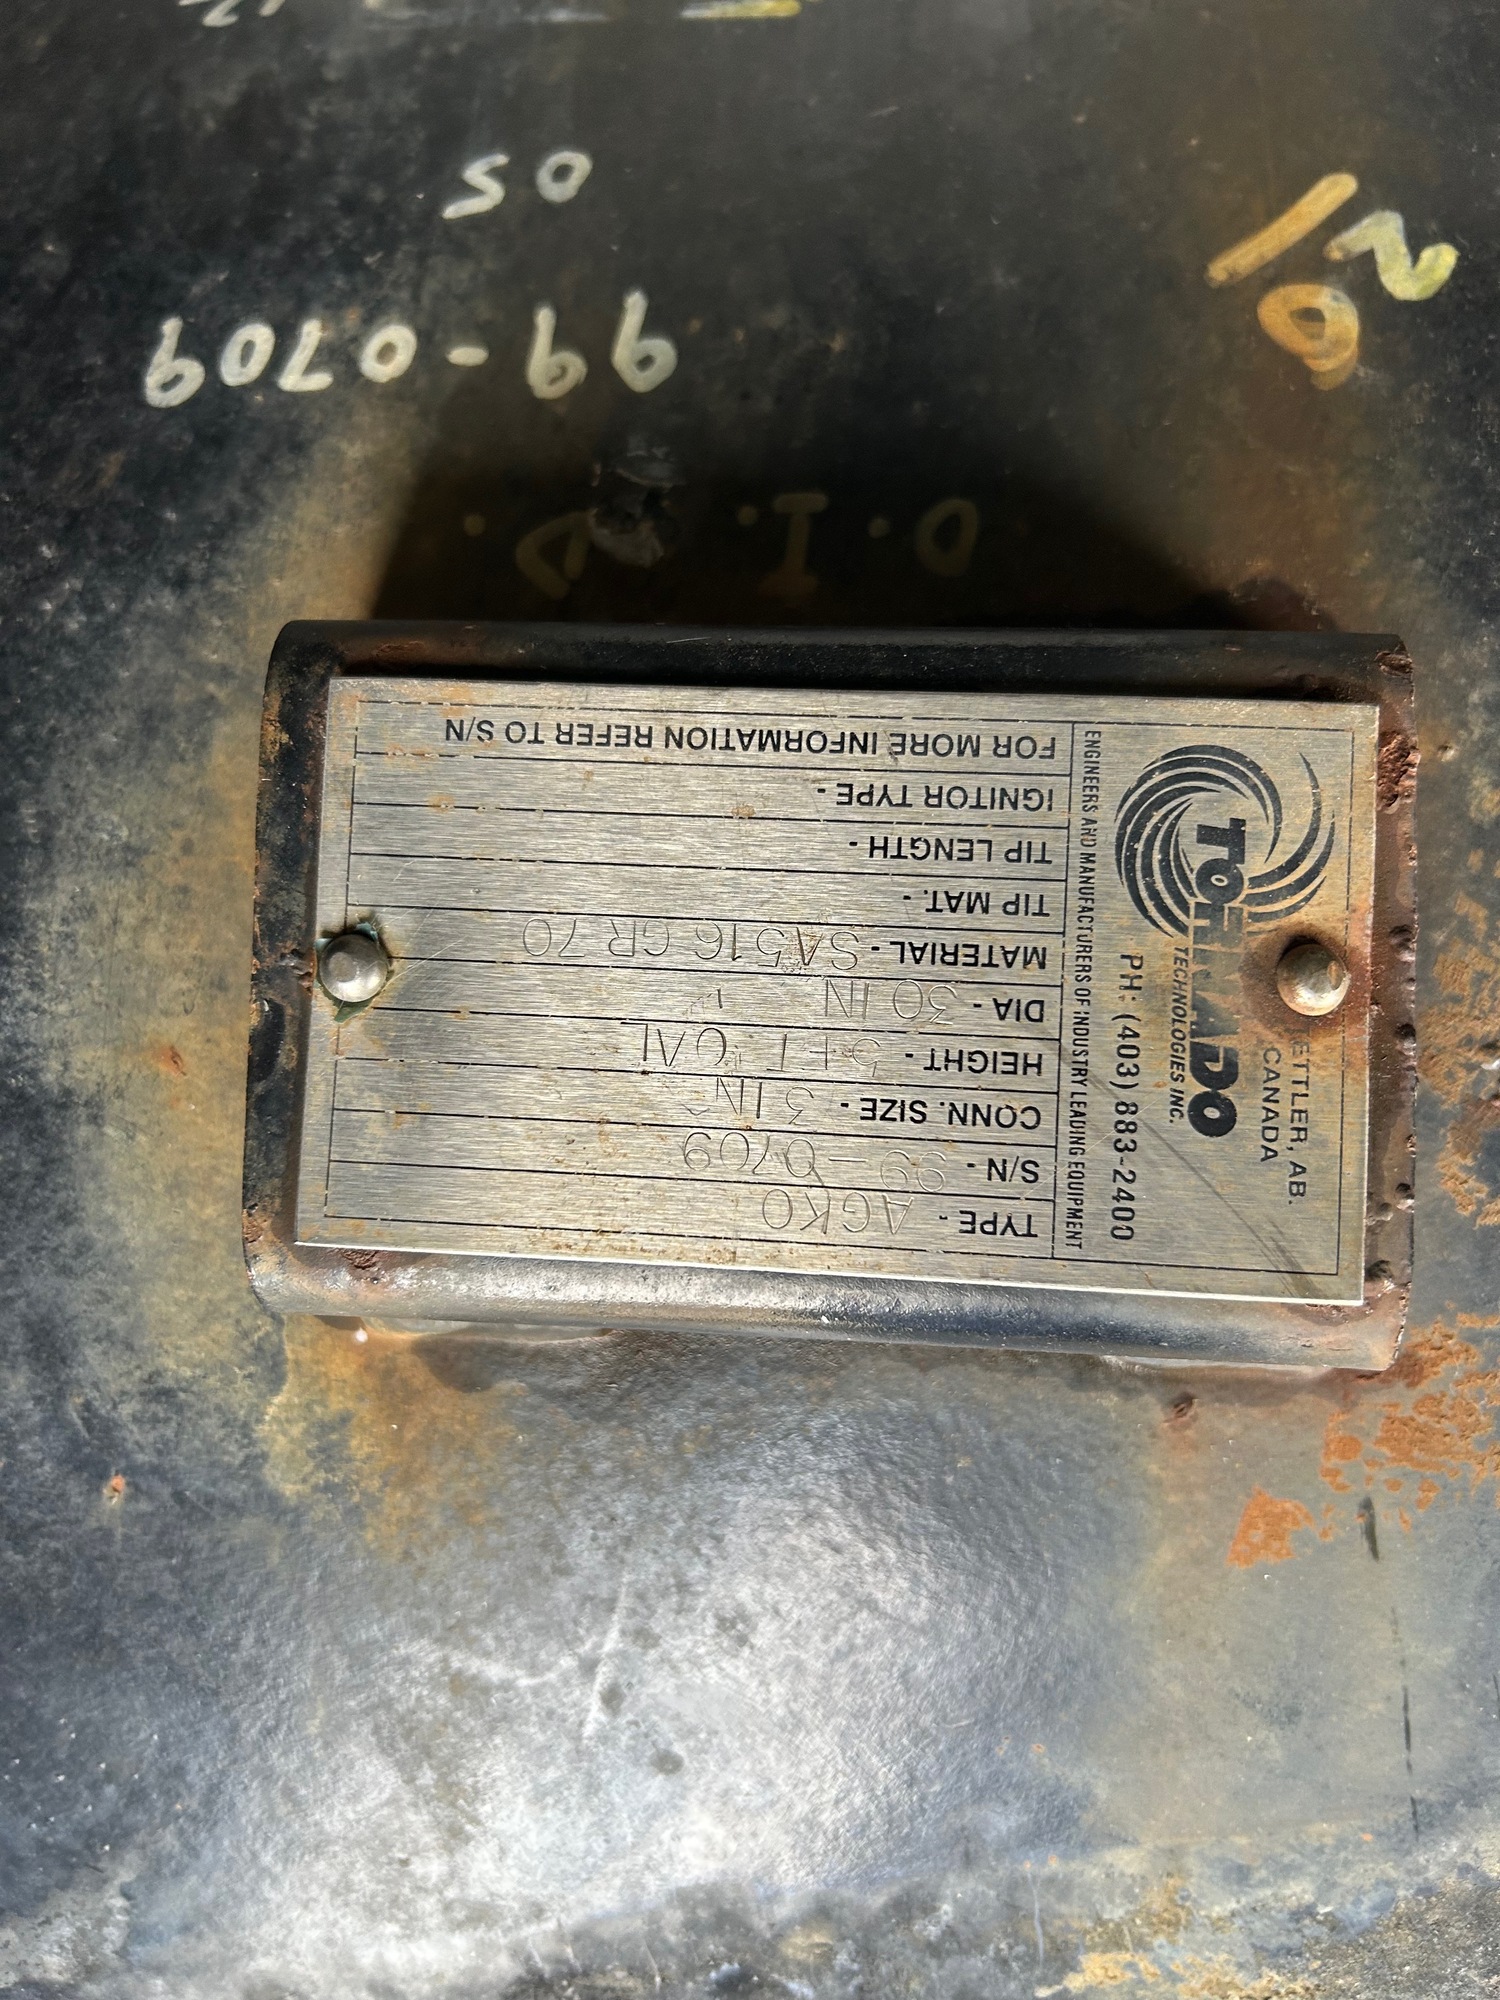 TORNADO
TECHNOLOGIES INC.
ETTLER, AB.
CANADA
PH: (403) 883-2400
ENGINEERS AND MANUFACTURERS OF INDUSTRY LEADING EQUIPMENT
TYPE - AGKO
S/N - 99-0709
CONN. SIZE - 3 IN
HEIGHT - 5 FT OAL
DIA - 30 IN
MATERIAL - SA516 GR 70
TIP MAT. -
TIP LENGTH -
IGNITOR TYPE -
FOR MORE INFORMATION REFER TO S/N
99-0709
OS